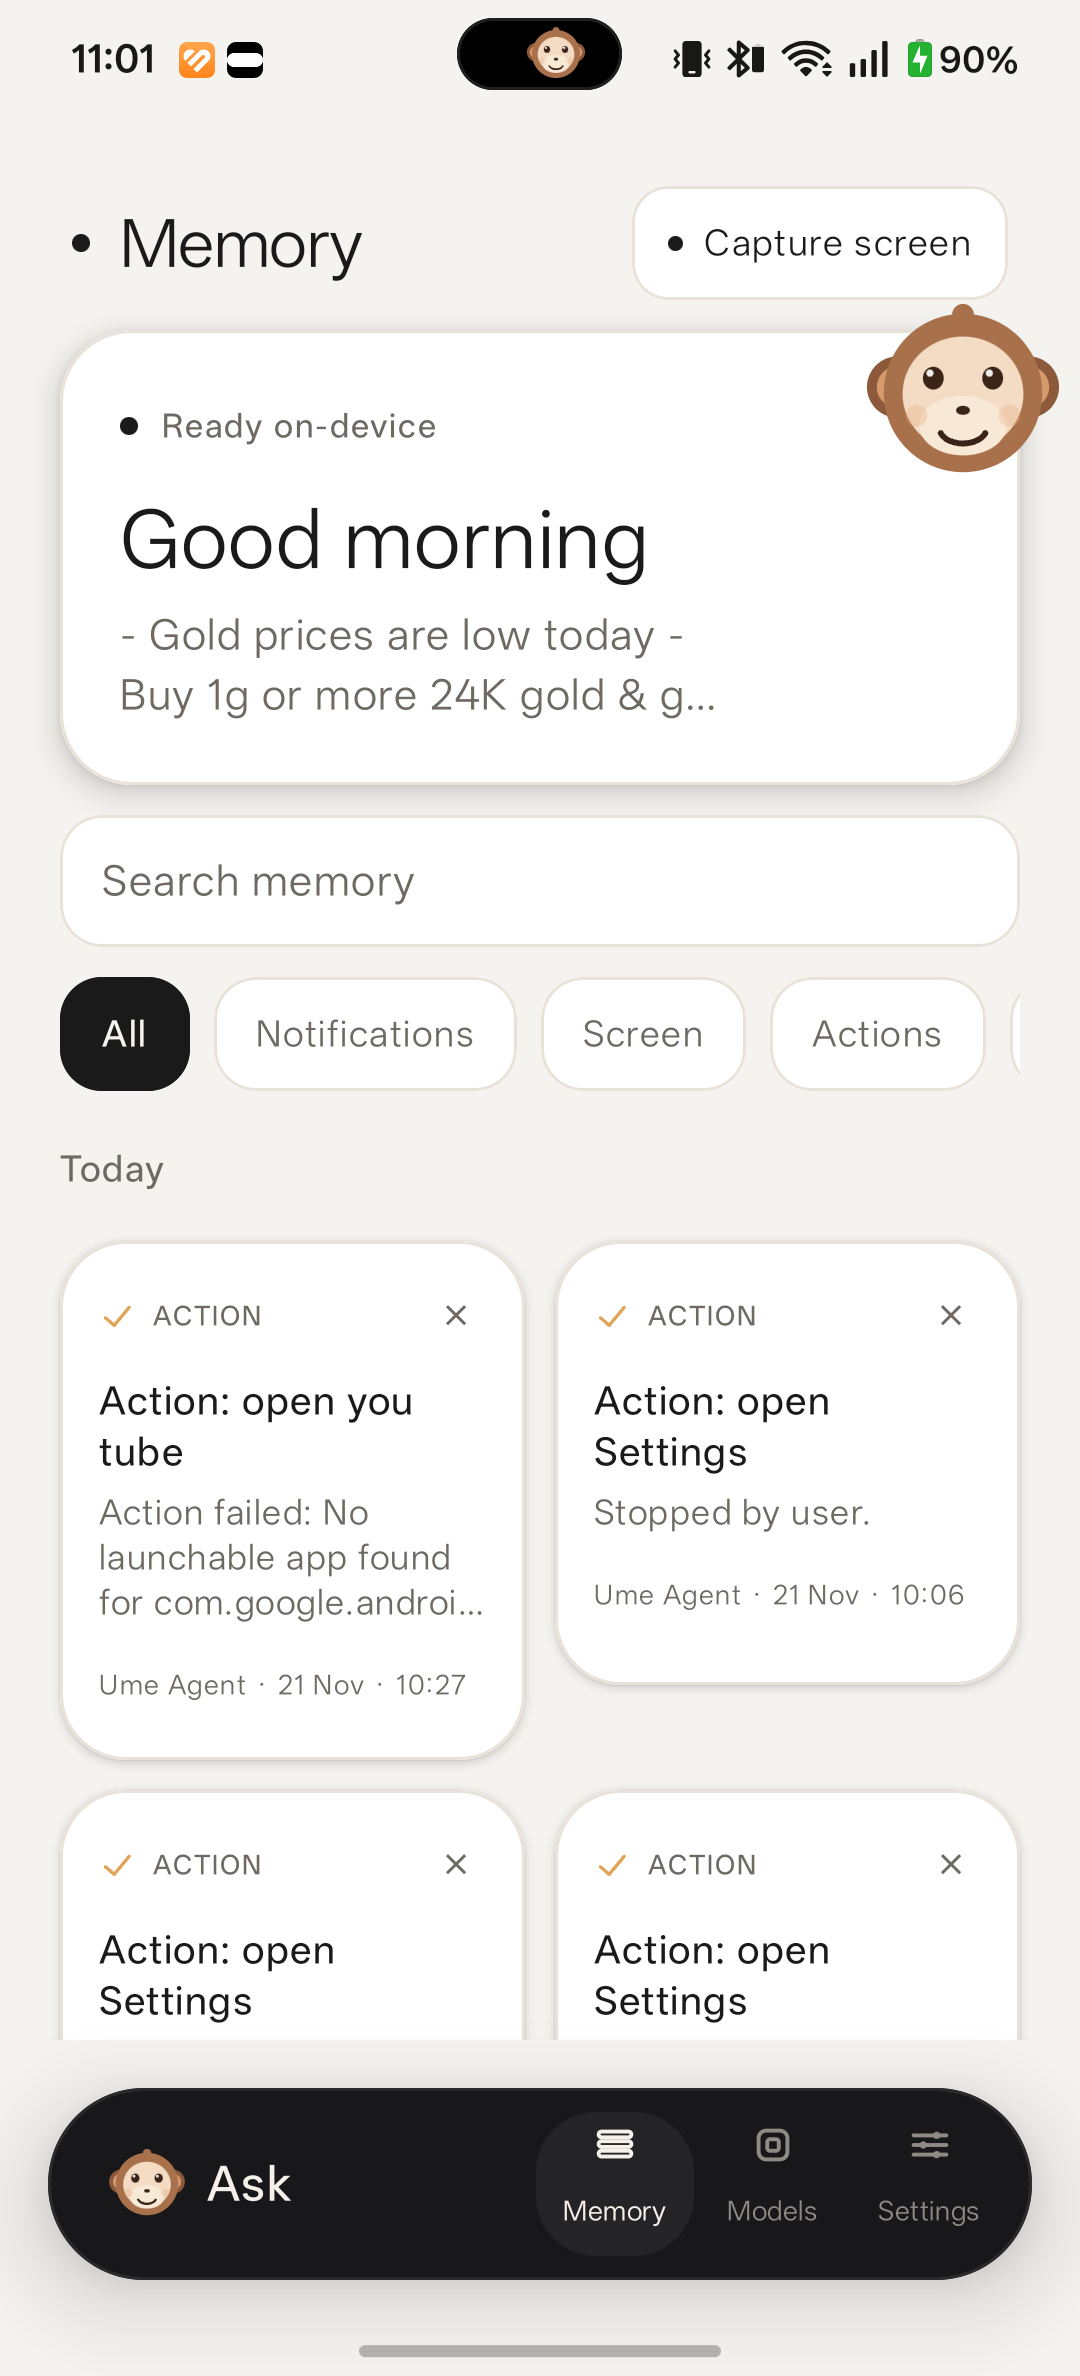 11:01
90%
Memory
Capture screen
Ready on-device
Good morning
- Gold prices are low today -
Buy 1g or more 24K gold & g...
Search memory
All
Notifications
Screen
Actions
Today
ACTION
Action: open you
tube
Action failed: No
launchable app found
for com.google.androi...
Ume Agent · 21 Nov · 10:27
ACTION
Action: open
Settings
Stopped by user.
Ume Agent · 21 Nov · 10:06
ACTION
Action: open
Settings
ACTION
Action: open
Settings
Ask
Memory
Models
Settings